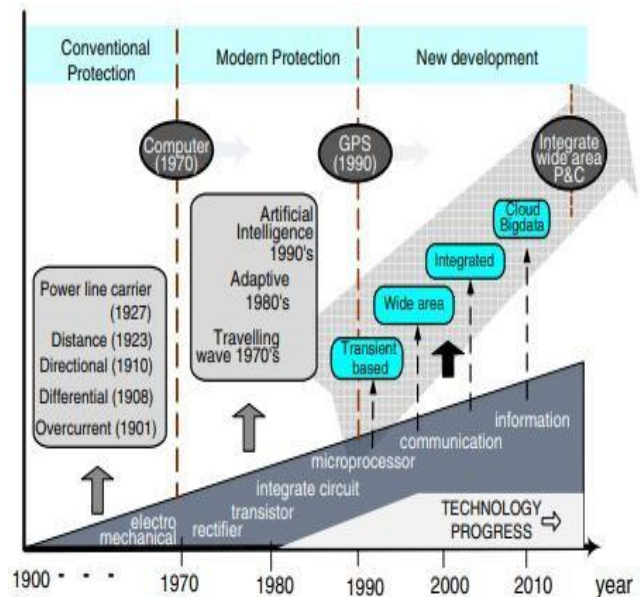 Conventional
Protection
Modern Protection
New development
Computer
(1970)
GPS
(1990)
Integrate
wide area
P&C
Artificial
Intelligence
1990's
Adaptive
1980's
Travelling
wave 1970's
Cloud
Bigdata
Integrated
Wide area
Transient
based
Power line carrier
(1927)
Distance (1923)
Directional (1910)
Differential (1908)
Overcurrent (1901)
information
communication
microprocessor
integrate circuit
transistor
rectifier
electro
mechanical
TECHNOLOGY
PROGRESS
1900 - - - 1970 1980 1990 2000 2010 year